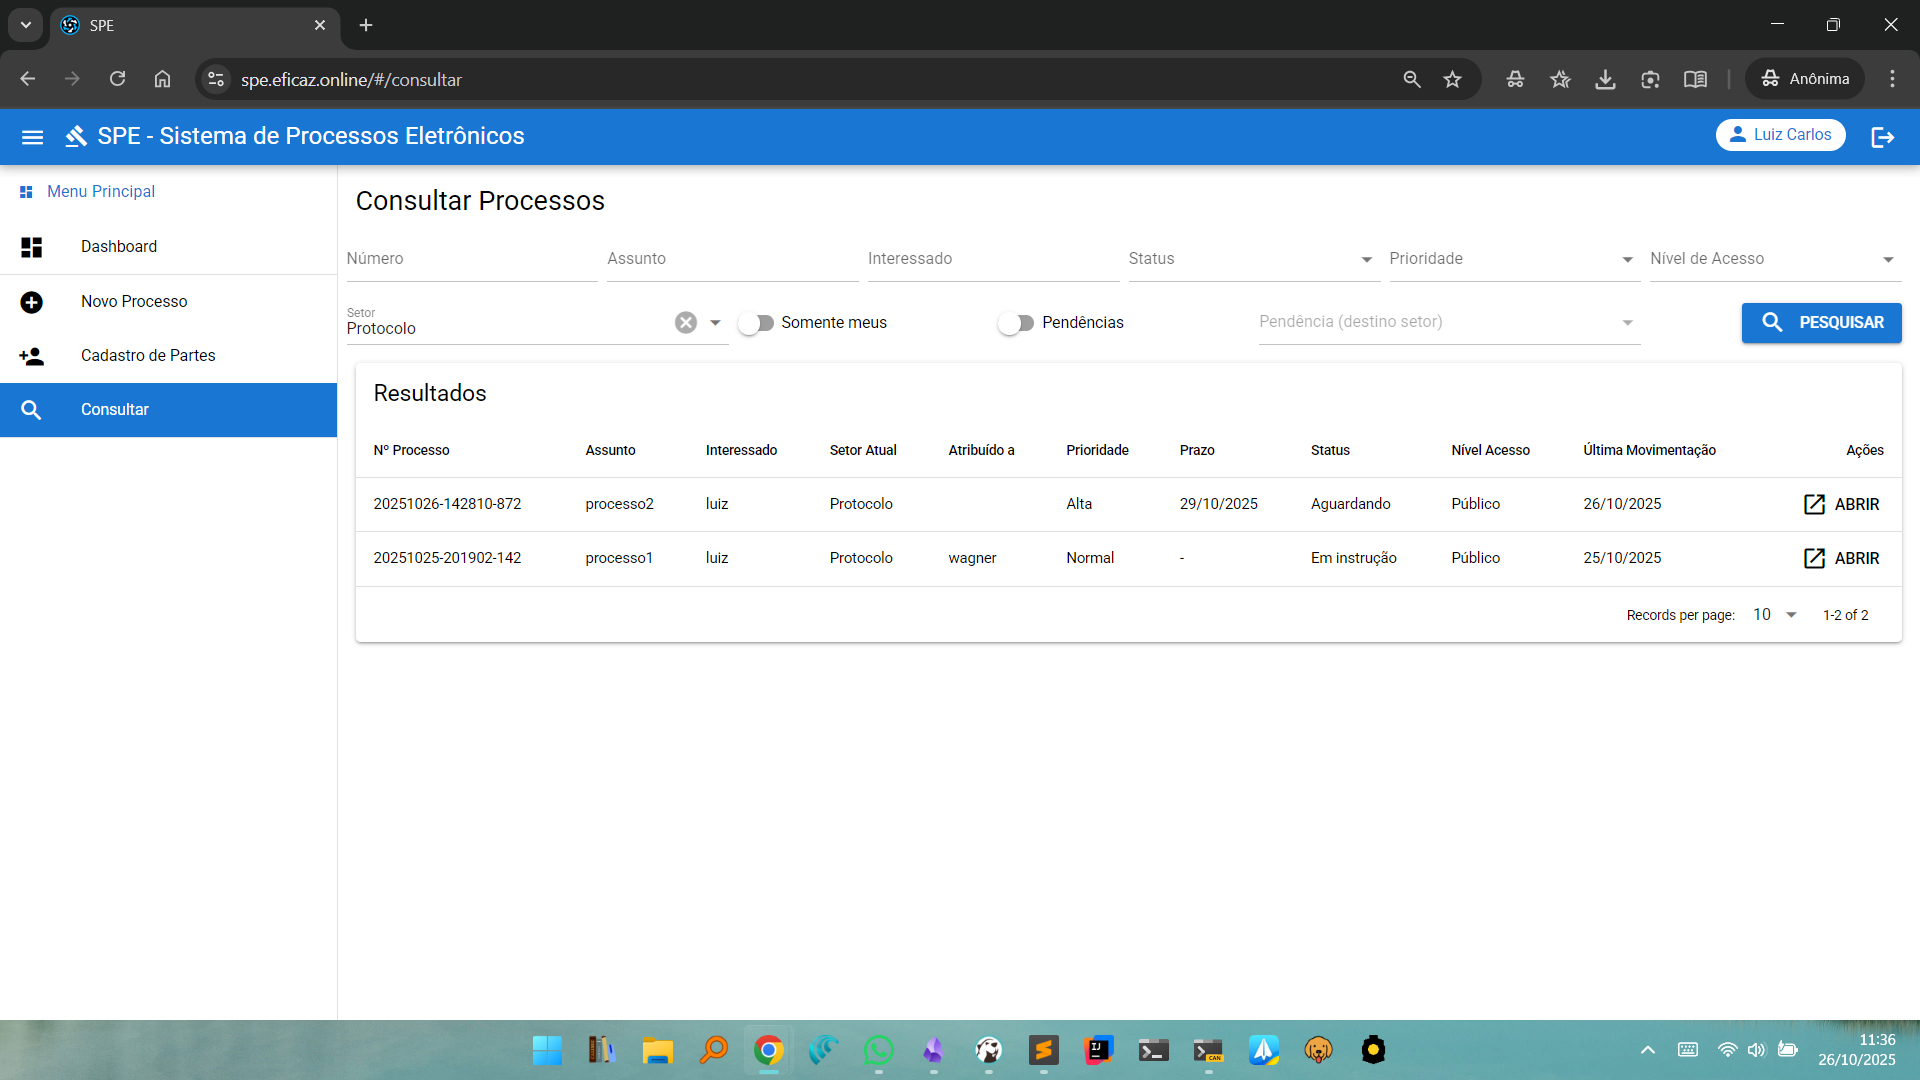 SPE
spe.eficaz.online/#/consultar
Anônima
SPE - Sistema de Processos Eletrônicos
Luiz Carlos
Menu Principal
Dashboard
Novo Processo
Cadastro de Partes
Consultar
Consultar Processos
Número Assunto Interessado Status Prioridade Nível de Acesso
Setor
Protocolo
Somente meus Pendências Pendência (destino setor) PESQUISAR
Resultados
Nº Processo Assunto Interessado Setor Atual Atribuído a Prioridade Prazo Status Nível Acesso Última Movimentação Ações
20251026-142810-872 processo2 luiz Protocolo Alta 29/10/2025 Aguardando Público 26/10/2025 ABRIR
20251025-201902-142 processo1 luiz Protocolo wagner Normal - Em instrução Público 25/10/2025 ABRIR
Records per page: 10 1-2 of 2
IJ
CAN
11:36
26/10/2025